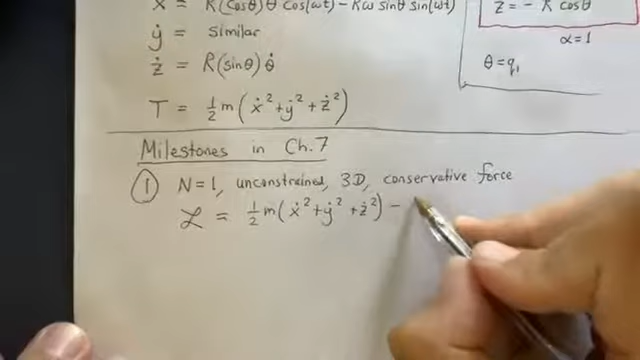 ẋ = R(cosθ)θ̇ cos(ωt) − Rω sinθ sin(ωt)
ẏ = similar
ż = R(sinθ)θ̇
T = ½m(ẋ²+ẏ²+ż²)
z = − R cosθ
α=1
θ=q₁
Milestones in Ch.7
① N=1, unconstrained, 3D, conservative force
ℒ = ½m(ẋ²+ẏ²+ż²) −